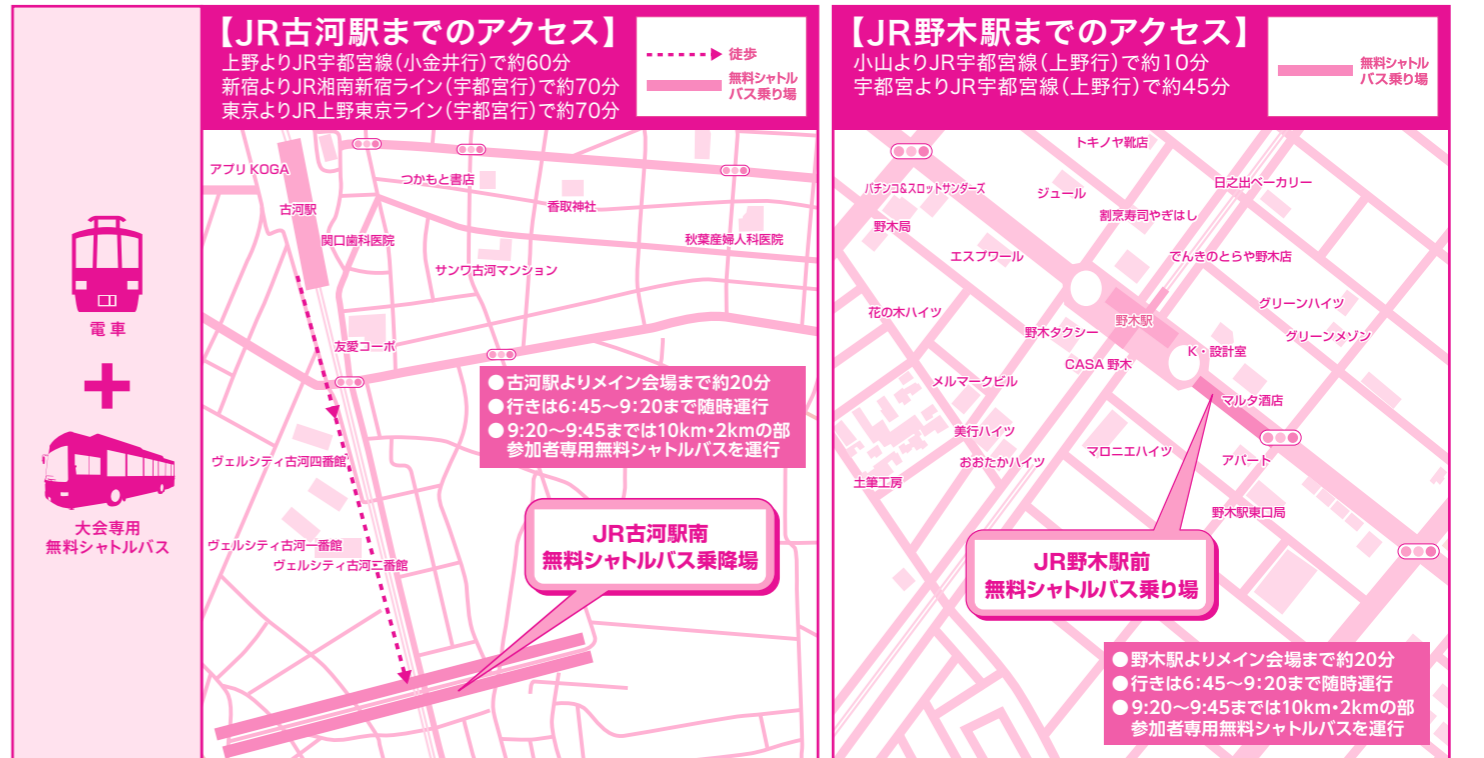 電車
大会専用
無料シャトルバス
【JR古河駅までのアクセス】
上野よりJR宇都宮線（小金井行）で約60分
新宿よりJR湘南新宿ライン（宇都宮行）で約70分
東京よりJR上野東京ライン（宇都宮行）で約70分
徒歩
無料シャトル
バス乗り場
アプリ KOGA
古河駅
つかもと書店
香取神社
関口歯科医院
秋葉産婦人科医院
サンワ古河マンション
友愛コーポ
●古河駅よりメイン会場まで約20分
●行きは6：45〜9：20まで随時運行
●9：20〜9：45までは10km・2kmの部
参加者専用無料シャトルバスを運行
ヴェルシティ古河四番館
ヴェルシティ古河一番館
ヴェルシティ古河二番館
JR古河駅南
無料シャトルバス乗降場
【JR野木駅までのアクセス】
小山よりJR宇都宮線（上野行）で約10分
宇都宮よりJR宇都宮線（上野行）で約45分
無料シャトル
バス乗り場
トキノヤ靴店
パチンコ&スロットサンダーズ
ジュール
日之出ベーカリー
野木局
割烹寿司やぎはし
エスプワール
でんきのとらや野木店
花の木ハイツ
野木駅
グリーンハイツ
野木タクシー
グリーンメゾン
K・設計室
CASA 野木
メルマークビル
マルタ酒店
美行ハイツ
マロニエハイツ
おおたかハイツ
アパート
土筆工房
野木駅東口局
JR野木駅前
無料シャトルバス乗り場
●野木駅よりメイン会場まで約20分
●行きは6：45〜9：20まで随時運行
●9：20〜9：45までは10km・2kmの部
参加者専用無料シャトルバスを運行